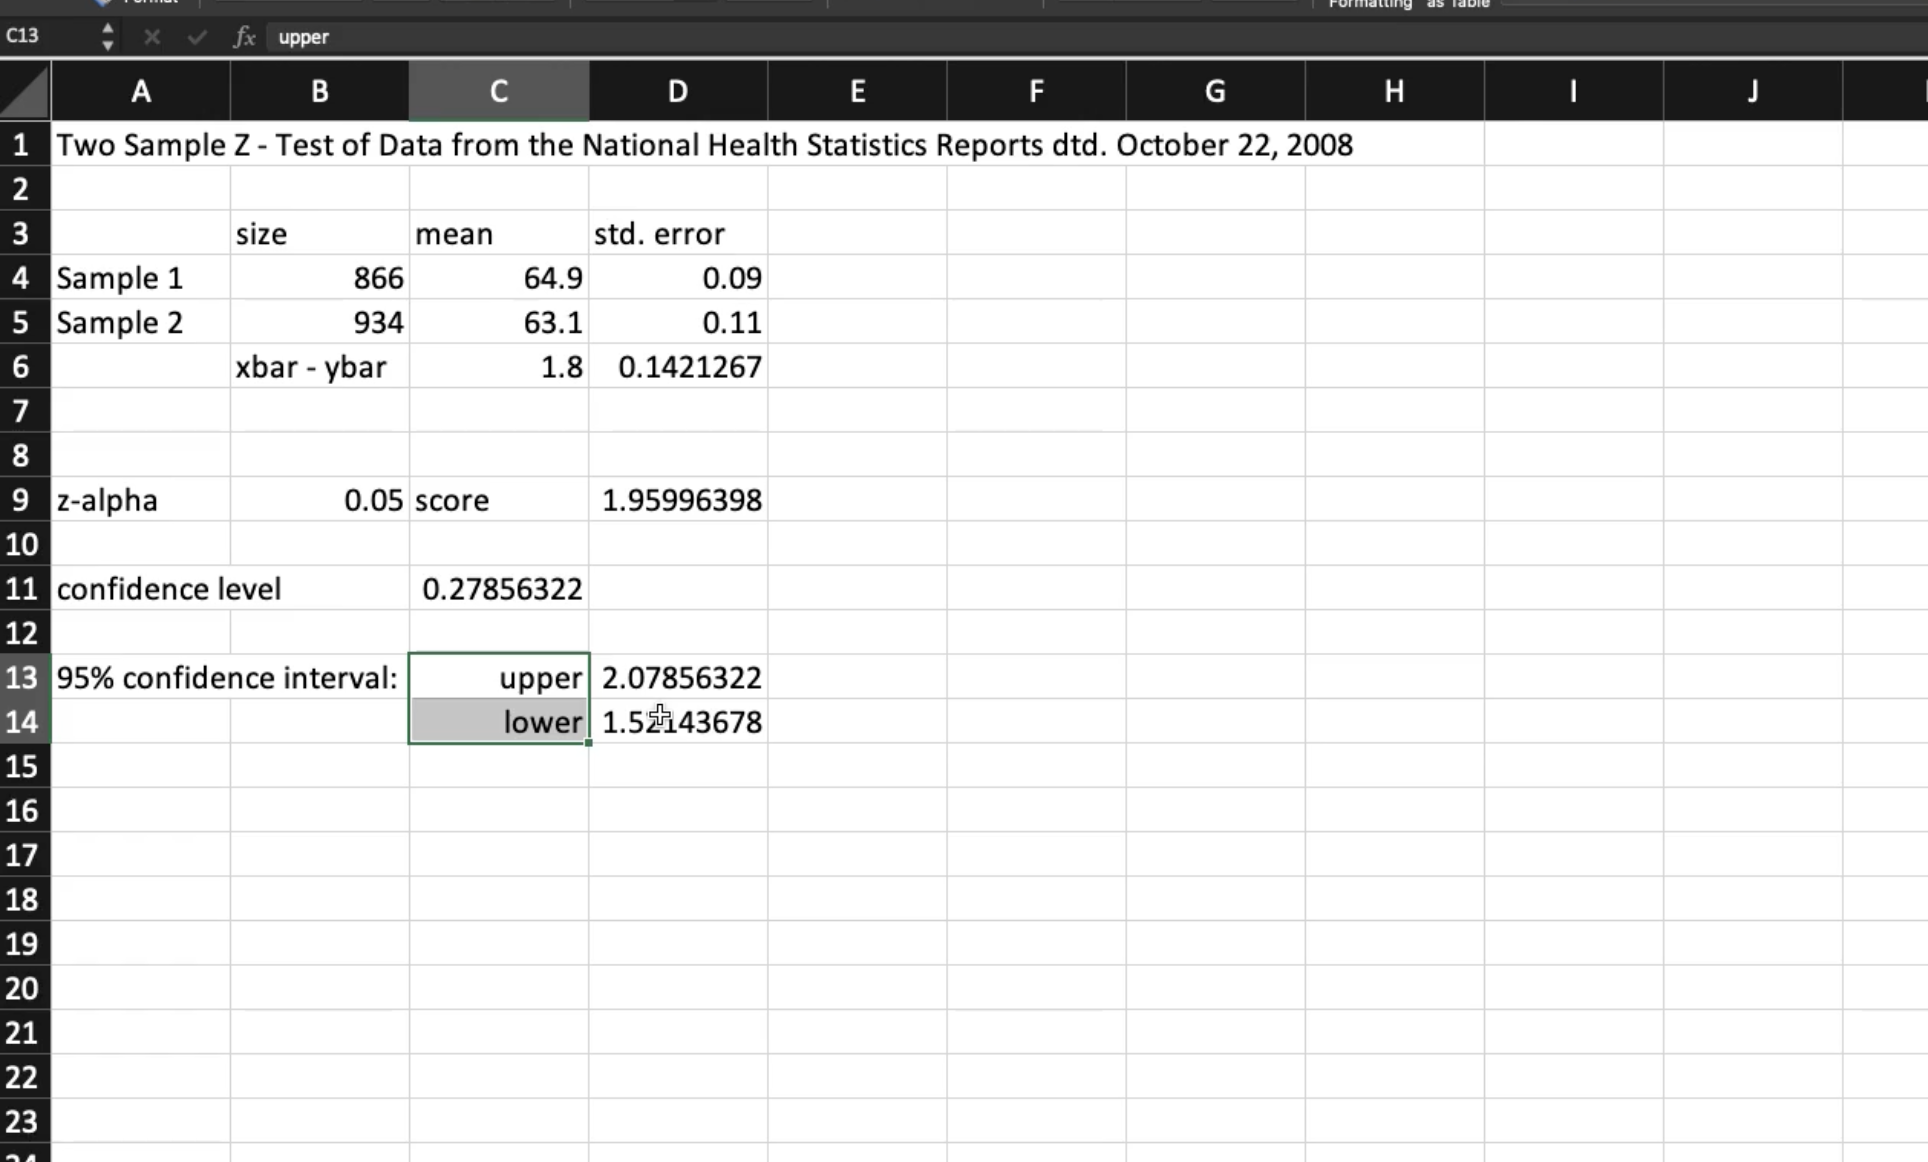 Format
Formatting as Table
C13 fx upper
A B C D E F G H I J
1 Two Sample Z - Test of Data from the National Health Statistics Reports dtd. October 22, 2008
2
3 size mean std. error
4 Sample 1 866 64.9 0.09
5 Sample 2 934 63.1 0.11
6 xbar - ybar 1.8 0.1421267
7
8
9 z-alpha 0.05 score 1.95996398
10
11 confidence level 0.27856322
12
13 95% confidence interval: upper 2.07856322
14 lower 1.52143678
15
16
17
18
19
20
21
22
23
24